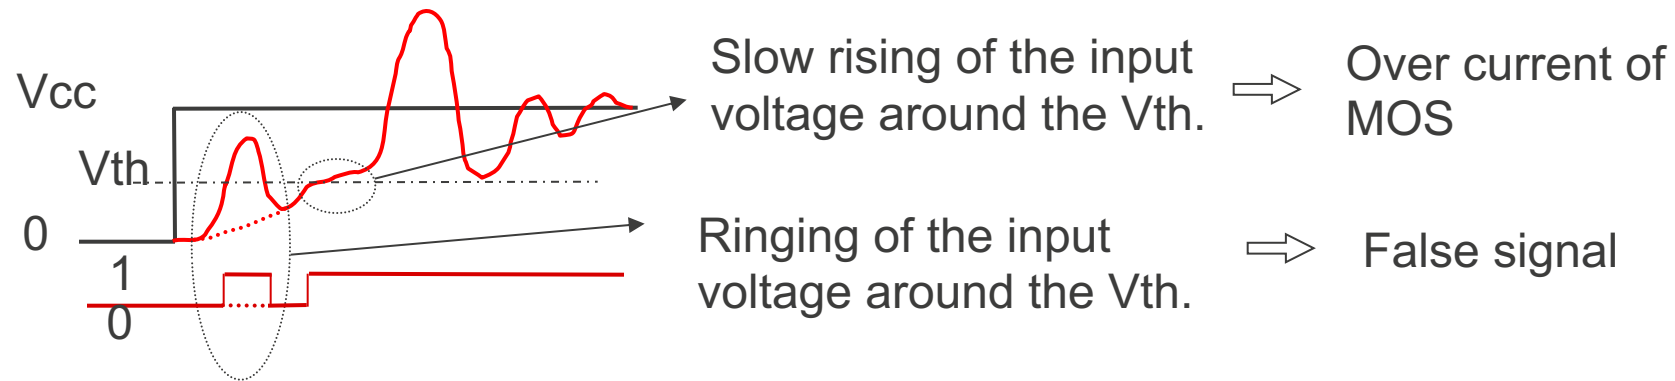 Vcc
Vth
0
1
0
Slow rising of the input
voltage around the Vth.
Over current of
MOS
Ringing of the input
voltage around the Vth.
False signal